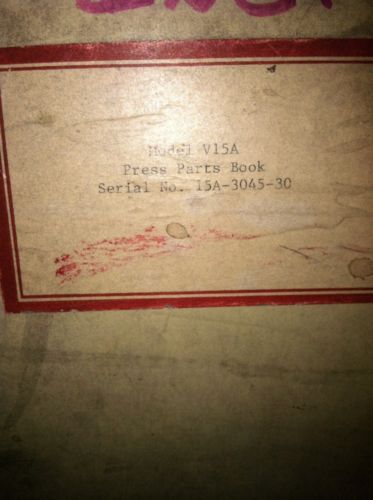 Model V15A
Press Parts Book
Serial No. 15A-3045-30